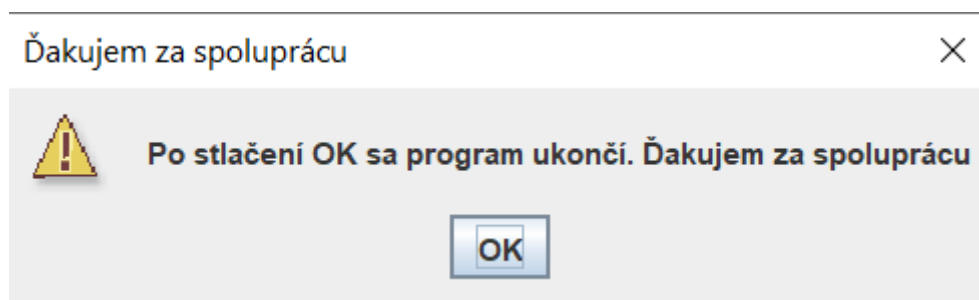 Ďakujem za spoluprácu
Po stlačení OK sa program ukončí. Ďakujem za spoluprácu
OK